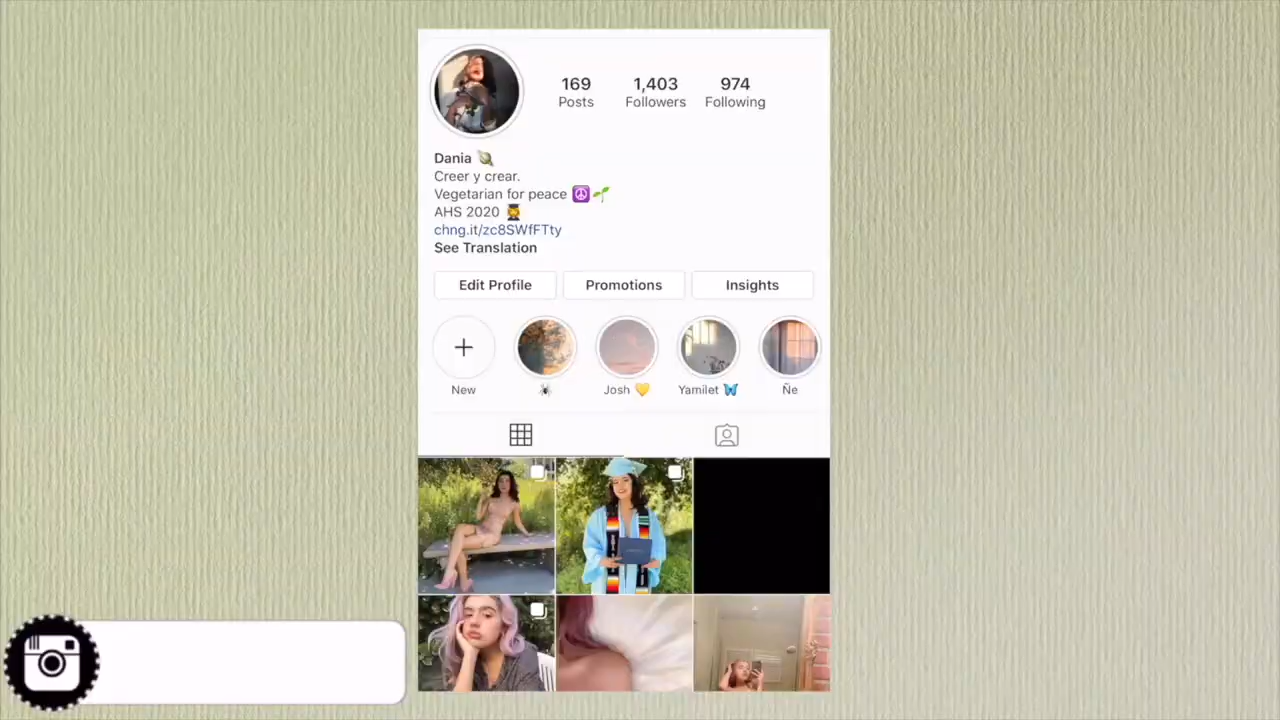 169
1,403
974
Posts
Followers
Following
Dania
Creer y crear.
Vegetarian for peace ☮️🌱
AHS 2020 👩‍🎓
chng.it/zc8SWfFTty
See Translation
Edit Profile
Promotions
Insights
New
🕷
Josh 💛
Yamilet 🦋
Ñe